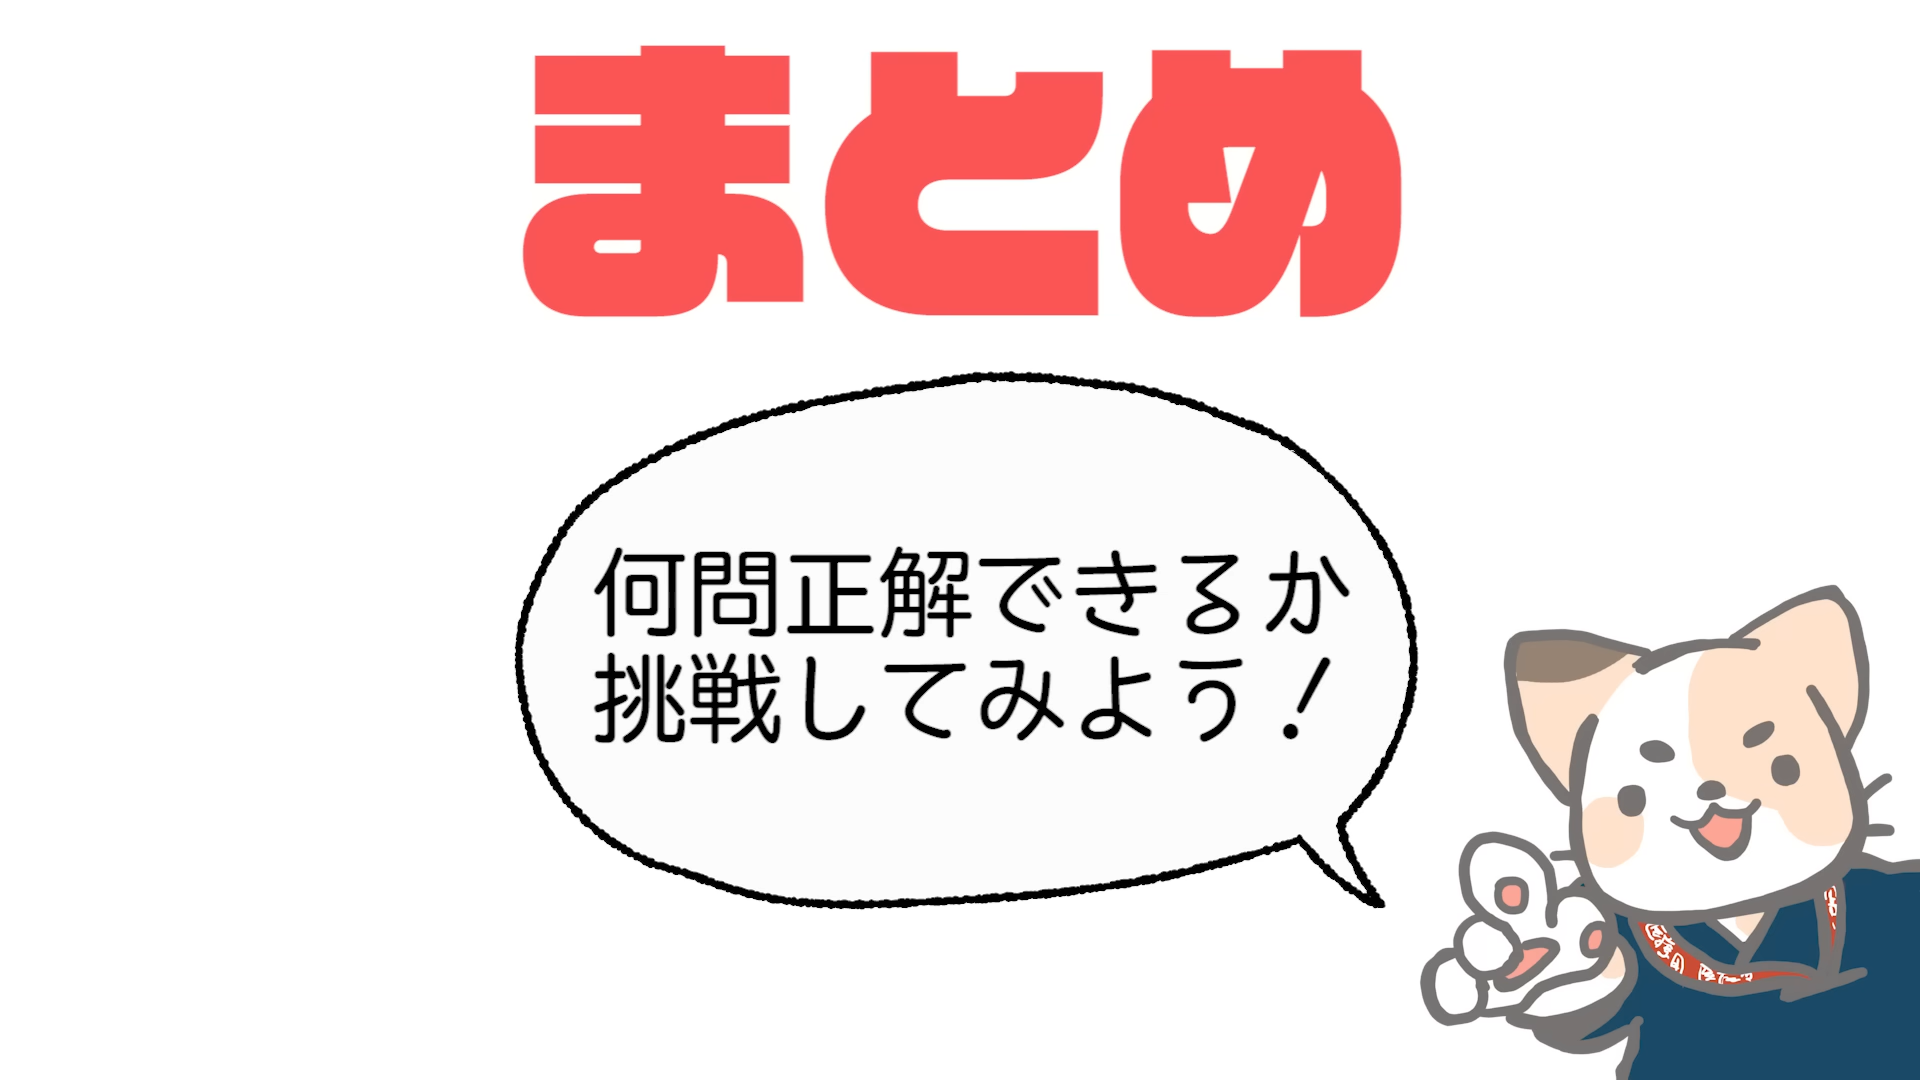 まとめ
何問正解できるか
挑戦してみよう！